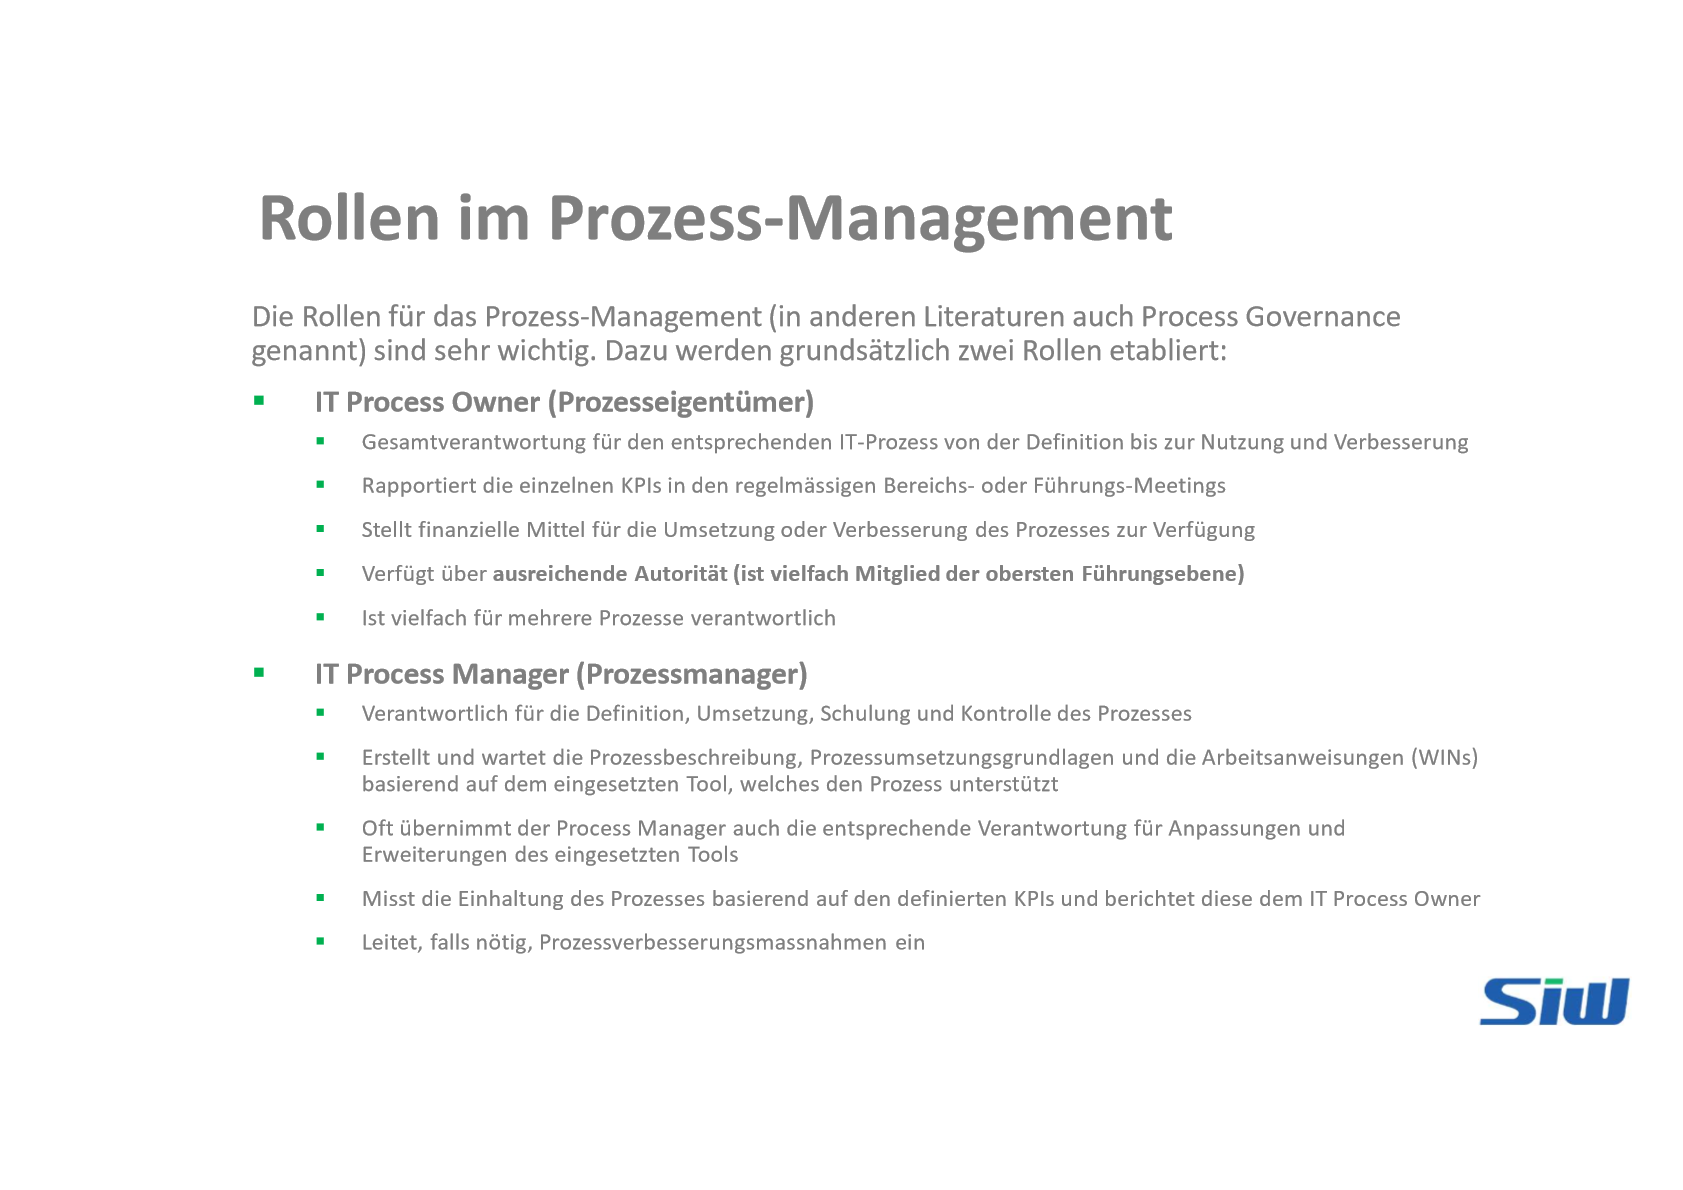 Rollen im Prozess-Management
Die Rollen für das Prozess-Management (in anderen Literaturen auch Process Governance
genannt) sind sehr wichtig. Dazu werden grundsätzlich zwei Rollen etabliert:
IT Process Owner (Prozesseigentümer)
Gesamtverantwortung für den entsprechenden IT-Prozess von der Definition bis zur Nutzung und Verbesserung
Rapportiert die einzelnen KPIs in den regelmässigen Bereichs- oder Führungs-Meetings
Stellt finanzielle Mittel für die Umsetzung oder Verbesserung des Prozesses zur Verfügung
Verfügt über ausreichende Autorität (ist vielfach Mitglied der obersten Führungsebene)
Ist vielfach für mehrere Prozesse verantwortlich
IT Process Manager (Prozessmanager)
Verantwortlich für die Definition, Umsetzung, Schulung und Kontrolle des Prozesses
Erstellt und wartet die Prozessbeschreibung, Prozessumsetzungsgrundlagen und die Arbeitsanweisungen (WINs)
basierend auf dem eingesetzten Tool, welches den Prozess unterstützt
Oft übernimmt der Process Manager auch die entsprechende Verantwortung für Anpassungen und
Erweiterungen des eingesetzten Tools
Misst die Einhaltung des Prozesses basierend auf den definierten KPIs und berichtet diese dem IT Process Owner
Leitet, falls nötig, Prozessverbesserungsmassnahmen ein
Siw